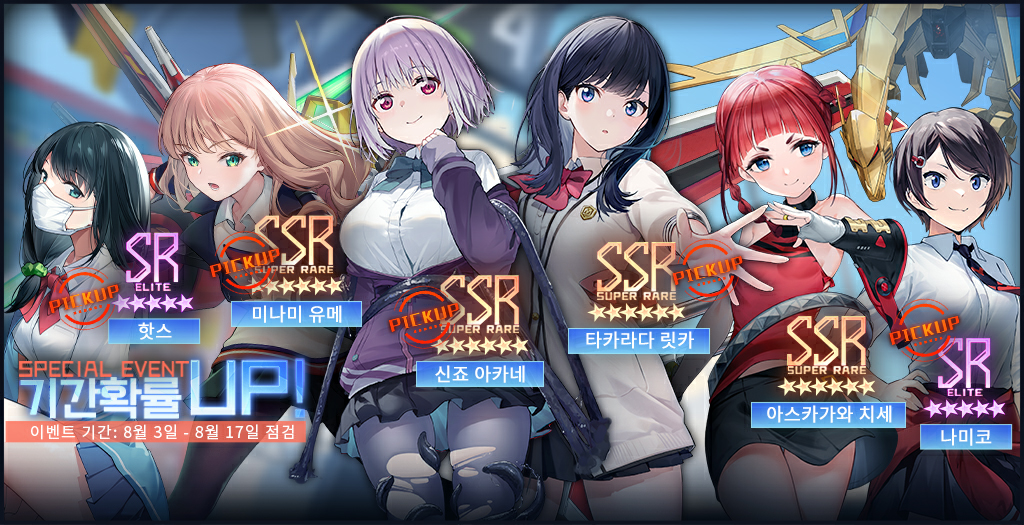 SR
ELITE
PICKUP
핫스
SSR
SUPER RARE
PICKUP
미나미 유메
SSR
SUPER RARE
PICKUP
신죠 아카네
SSR
SUPER RARE
PICKUP
타카라다 릿카
SSR
SUPER RARE
아스카가와 치세
PICKUP
SR
ELITE
나미코
SPECIAL EVENT
기간확률 UP!
이벤트 기간: 8월 3일 - 8월 17일 점검